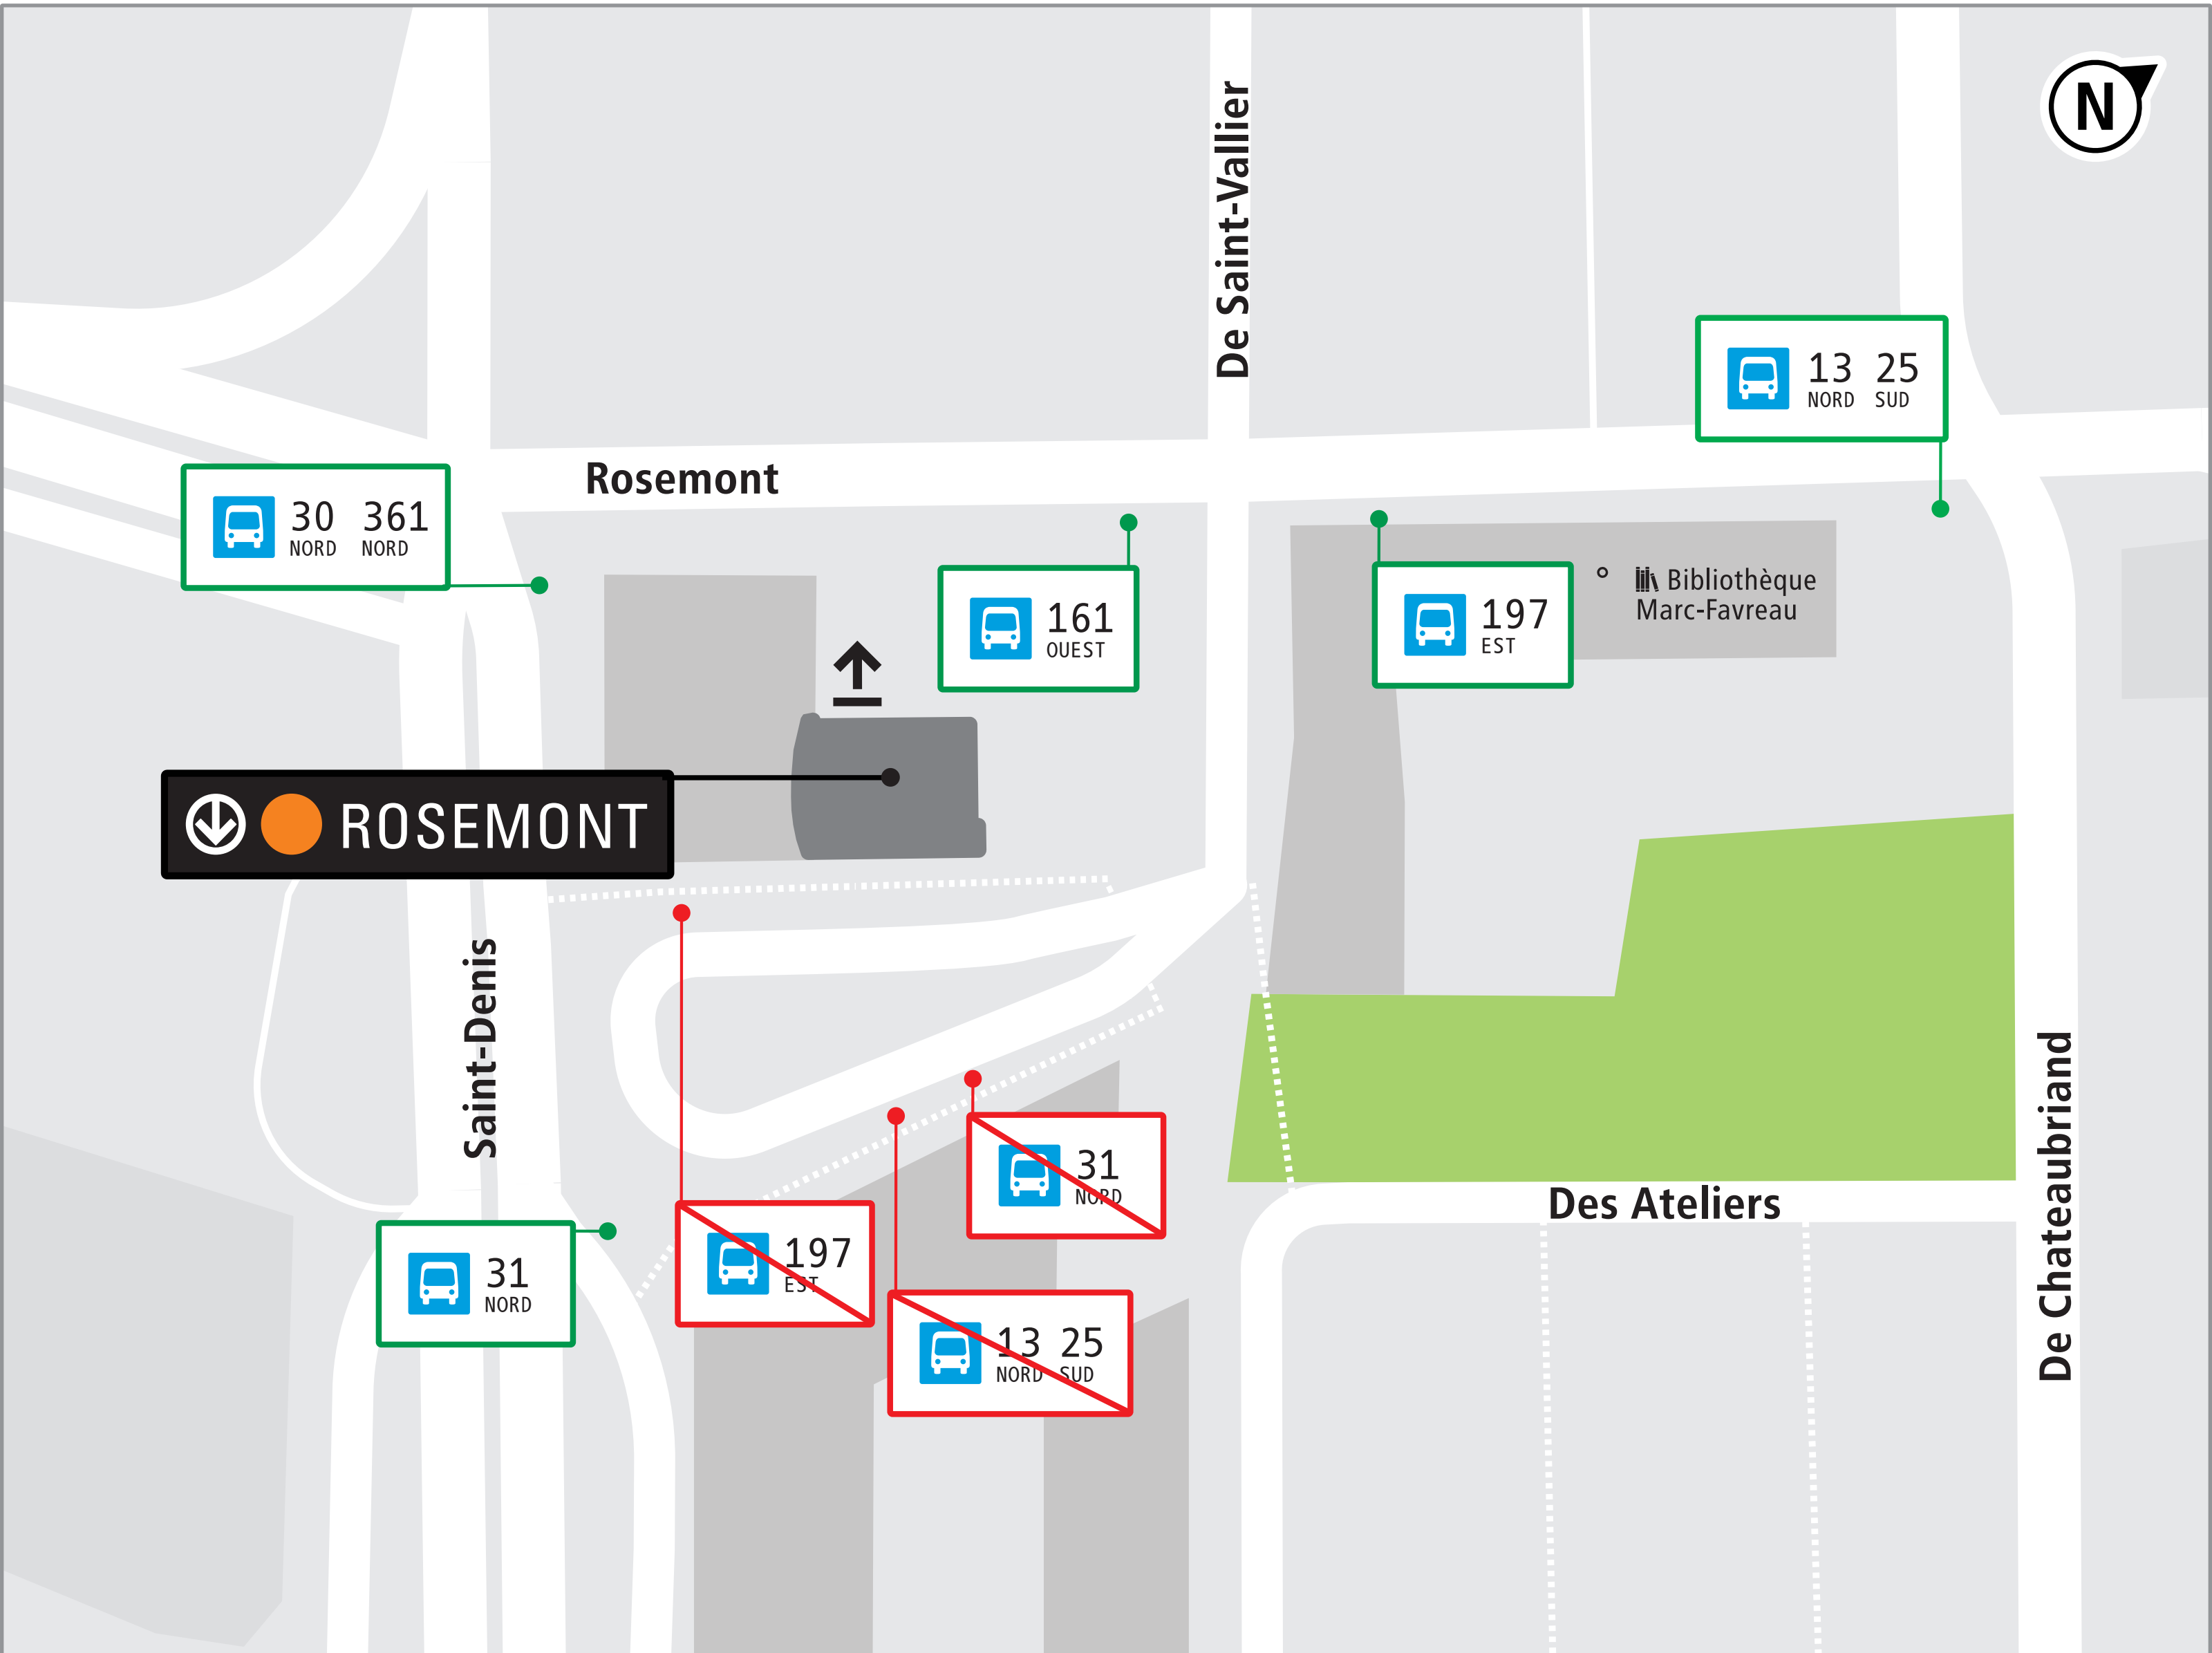 N
De Saint-Vallier
13 25
NORD SUD
Rosemont
30 361
NORD NORD
161
OUEST
197
EST
Bibliothèque
Marc-Favreau
ROSEMONT
Saint-Denis
De Chateaubriand
31
NORD
Des Ateliers
197
EST
31
NORD
13 25
NORD SUD